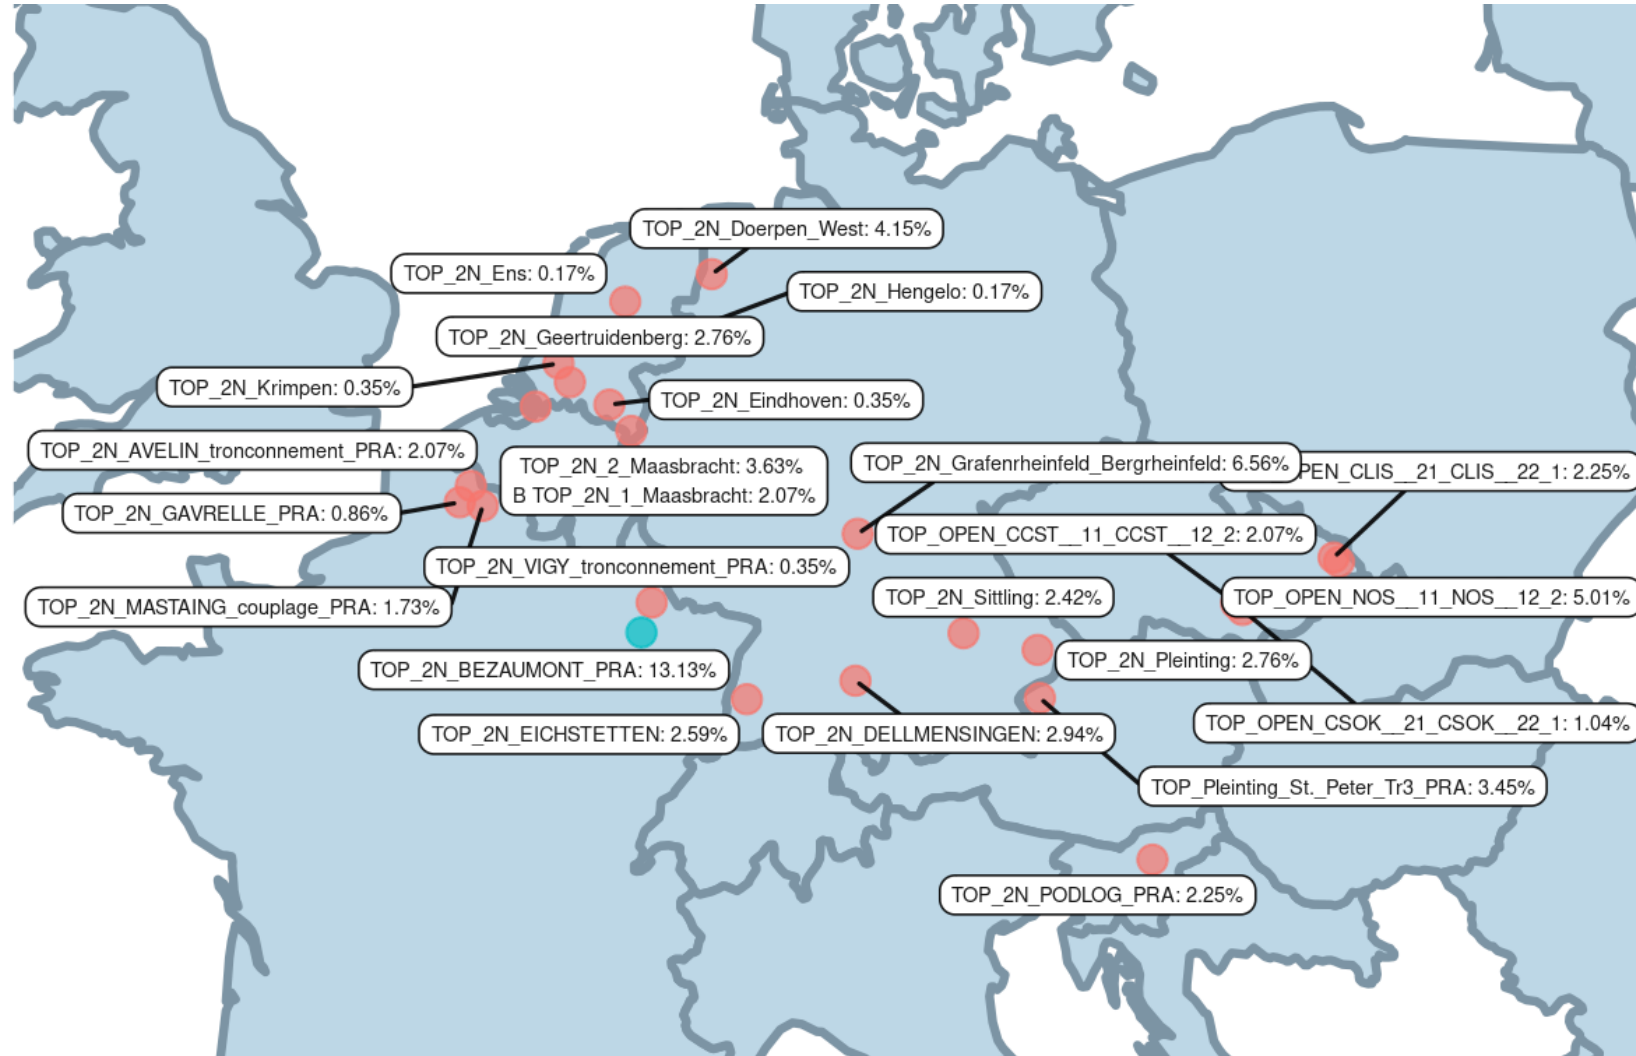 TOP_2N_Doerpen_West: 4.15%
TOP_2N_Ens: 0.17%
TOP_2N_Hengelo: 0.17%
TOP_2N_Geertruidenberg: 2.76%
TOP_2N_Krimpen: 0.35%
TOP_2N_Eindhoven: 0.35%
TOP_2N_AVELIN_tronconnement_PRA: 2.07%
TOP_2N_2_Maasbracht: 3.63%
B TOP_2N_1_Maasbracht: 2.07%
TOP_2N_Grafenrheinfeld_Bergrheinfeld: 6.56%
PEN_CLIS__21_CLIS__22_1: 2.25%
TOP_2N_GAVRELLE_PRA: 0.86%
TOP_OPEN_CCST__11_CCST__12_2: 2.07%
TOP_2N_VIGY_tronconnement_PRA: 0.35%
TOP_2N_MASTAING_couplage_PRA: 1.73%
TOP_2N_Sittling: 2.42%
TOP_OPEN_NOS__11_NOS__12_2: 5.01%
TOP_2N_BEZAUMONT_PRA: 13.13%
TOP_2N_Pleinting: 2.76%
TOP_2N_EICHSTETTEN: 2.59%
TOP_2N_DELLMENSINGEN: 2.94%
TOP_OPEN_CSOK__21_CSOK__22_1: 1.04%
TOP_Pleinting_St._Peter_Tr3_PRA: 3.45%
TOP_2N_PODLOG_PRA: 2.25%